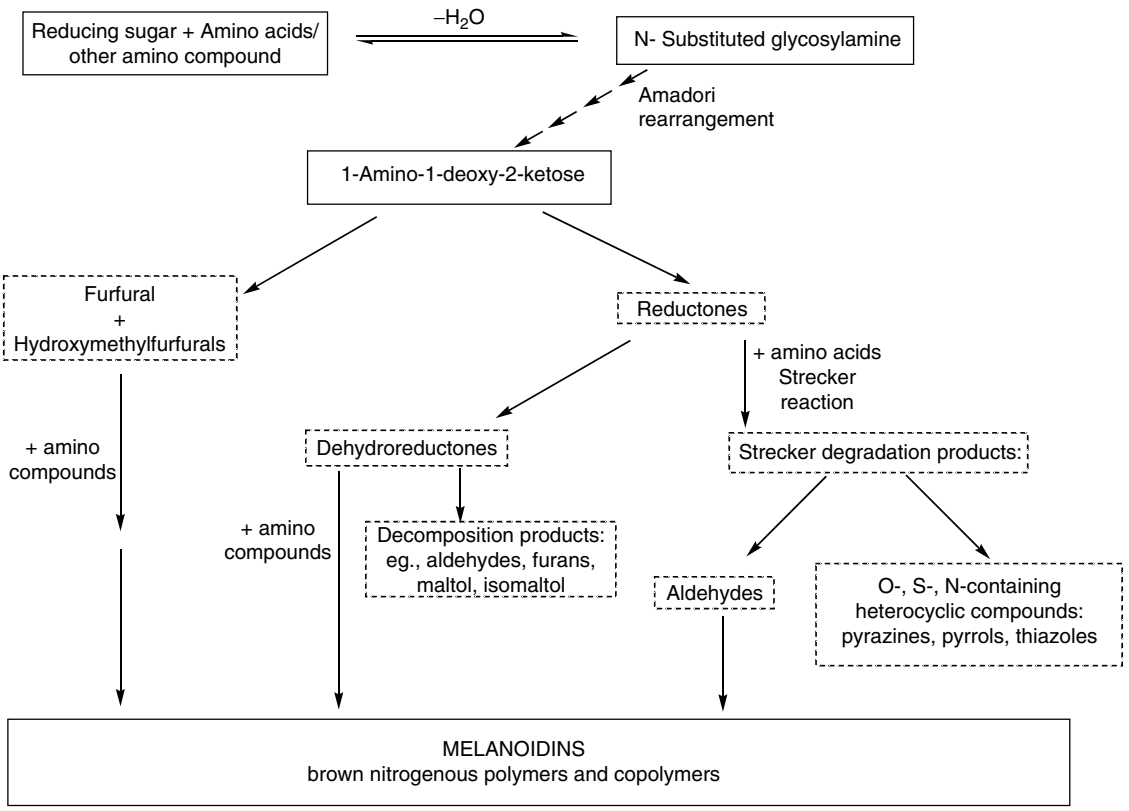 Reducing sugar + Amino acids/
other amino compound
–H₂O
N- Substituted glycosylamine
Amadori
rearrangement
1-Amino-1-deoxy-2-ketose
Furfural
+
Hydroxymethylfurfurals
Reductones
+ amino acids
Strecker
reaction
+ amino
compounds
Dehydroreductones
Strecker degradation products:
+ amino
compounds
Decomposition products:
eg., aldehydes, furans,
maltol, isomaltol
Aldehydes
O-, S-, N-containing
heterocyclic compounds:
pyrazines, pyrrols, thiazoles
MELANOIDINS
brown nitrogenous polymers and copolymers